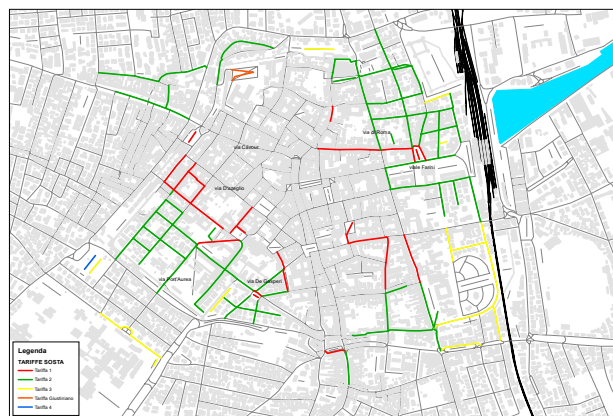 via di Roma
via Cavour
viale Farini
via D'azeglio
via Port'Aurea
via De Gasperi
Legenda
TARIFFE SOSTA
Tariffa 1
Tariffa 2
Tariffa 3
Tariffa Giustiniano
Tariffa 4